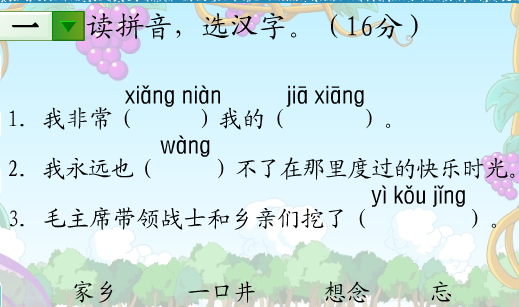 一 读拼音，选汉字。（16分）
xiǎng niàn jiā xiāng
1. 我非常（ ）我的（ ）。
wàng
2. 我永远也（ ）不了在那里度过的快乐时光。
yì kǒu jǐng
3. 毛主席带领战士和乡亲们挖了（ ）。
家乡 一口井 想念 忘